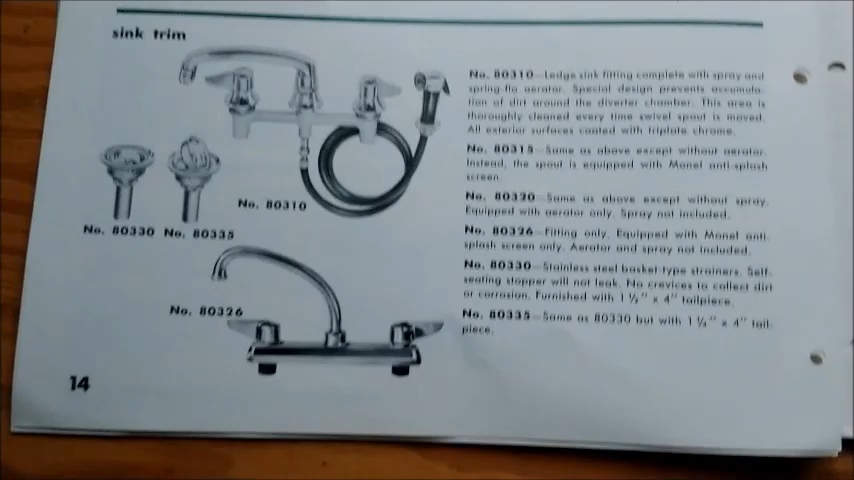 sink trim
No. 80310—Ledge sink fitting complete with spray and
spring-flo aerator. Special design prevents accumula-
tion of dirt around the diverter chamber. This area is
thoroughly cleaned every time swivel spout is moved.
All exterior surfaces coated with triplate chrome.
No. 80315—Same as above except without aerator.
Instead, the spout is equipped with Monel anti-splash
screen.
No. 80320—Same as above except without spray.
Equipped with aerator only. Spray not included.
No. 80326—Fitting only. Equipped with Monel anti-
splash screen only. Aerator and spray not included.
No. 80330—Stainless steel basket-type strainers. Self-
seating stopper will not leak. No crevices to collect dirt
or corrosion. Furnished with 1 ½" x 4" tailpiece.
No. 80335—Same as 80330 but with x 4" tail-
piece.
No. 80310
No. 80330 No. 80335
No. 80326
14